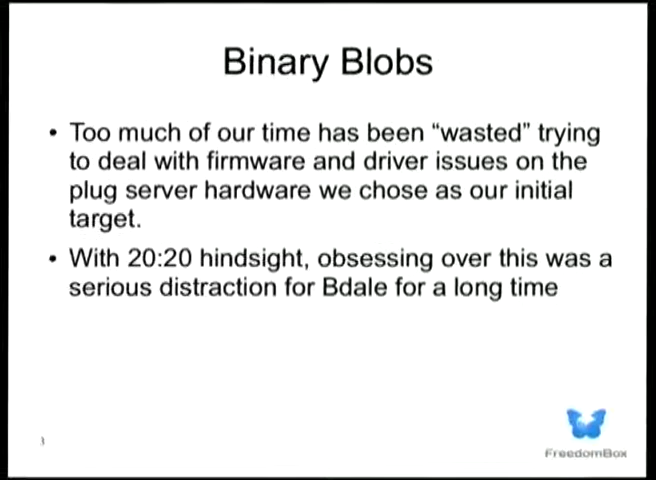 Binary Blobs
• Too much of our time has been “wasted” trying
to deal with firmware and driver issues on the
plug server hardware we chose as our initial
target.
• With 20:20 hindsight, obsessing over this was a
serious distraction for Bdale for a long time
3
FreedomBox